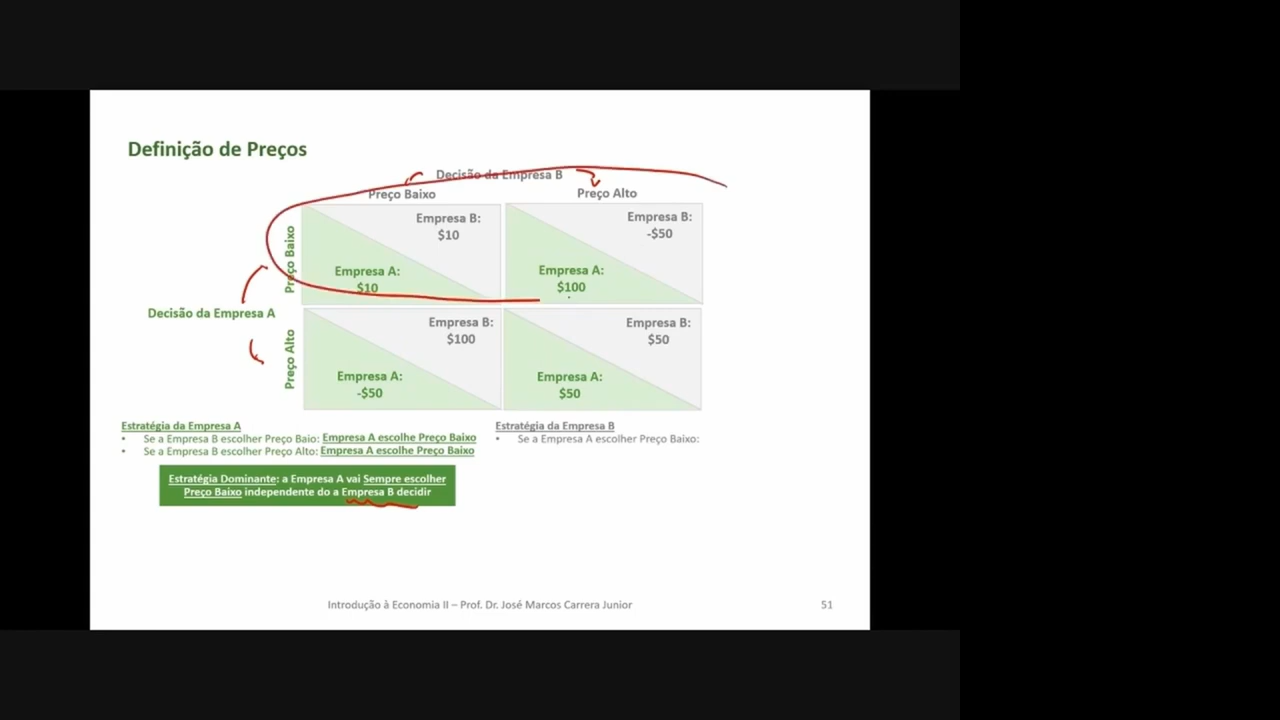 Definição de Preços
Decisão da Empresa B
Preço Baixo
Preço Alto
Preço Baixo
Empresa B:
$10
Empresa A:
$10
Empresa B:
-$50
Empresa A:
$100
Decisão da Empresa A
Preço Alto
Empresa B:
$100
Empresa A:
-$50
Empresa B:
$50
Empresa A:
$50
Estratégia da Empresa A
• Se a Empresa B escolher Preço Baio: Empresa A escolhe Preço Baixo
• Se a Empresa B escolher Preço Alto: Empresa A escolhe Preço Baixo
Estratégia da Empresa B
• Se a Empresa A escolher Preço Baixo:
Estratégia Dominante: a Empresa A vai Sempre escolher
Preço Baixo independente do a Empresa B decidir
Introdução à Economia II – Prof. Dr. José Marcos Carrera Junior
51